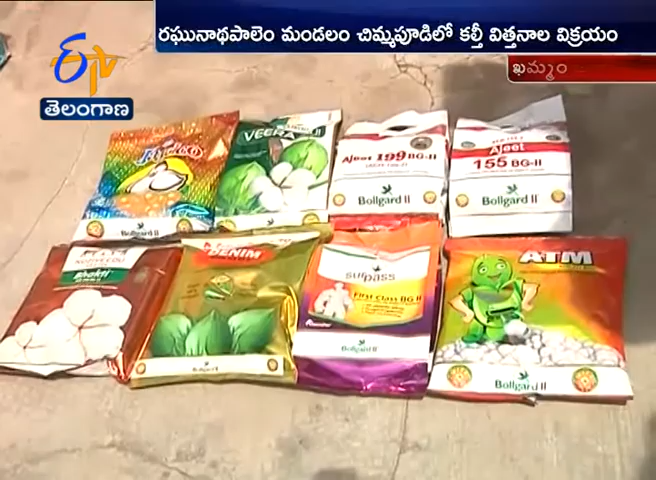 రఘునాథపాలెం మండలం చిమ్మపూడిలో కల్తీ విత్తనాల విక్రయం
ఖమ్మం
etv
తెలంగాణ
VEERA
Ajeet 199 BG-II
Bollgard II
Ajeet
155 BG-II
Bollgard II
Bhakti
DENIM
Bollgard II
surpass
First Class BG II
Bollgard II
ATM
Bollgard II